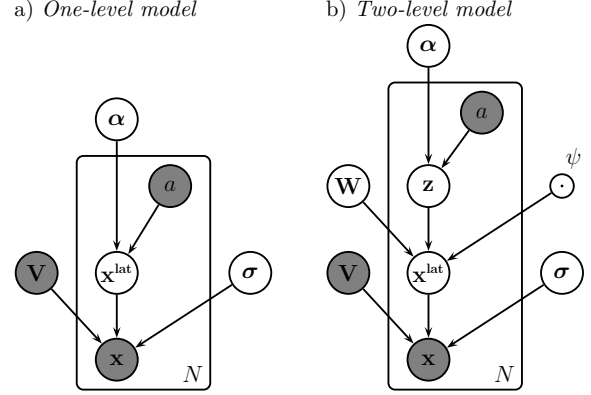 a) One-level model
α
a
V
x^lat
σ
x
N
b) Two-level model
α
a
W
z
ψ
·
V
x^lat
σ
x
N